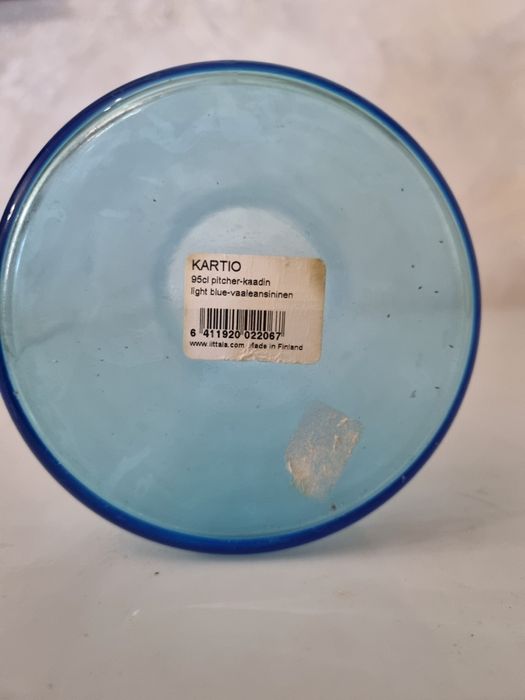 KARTIO
95cl pitcher-kaadin
light blue-vaaleansininen
6 411920 022067
www.iittala.com Made in Finland